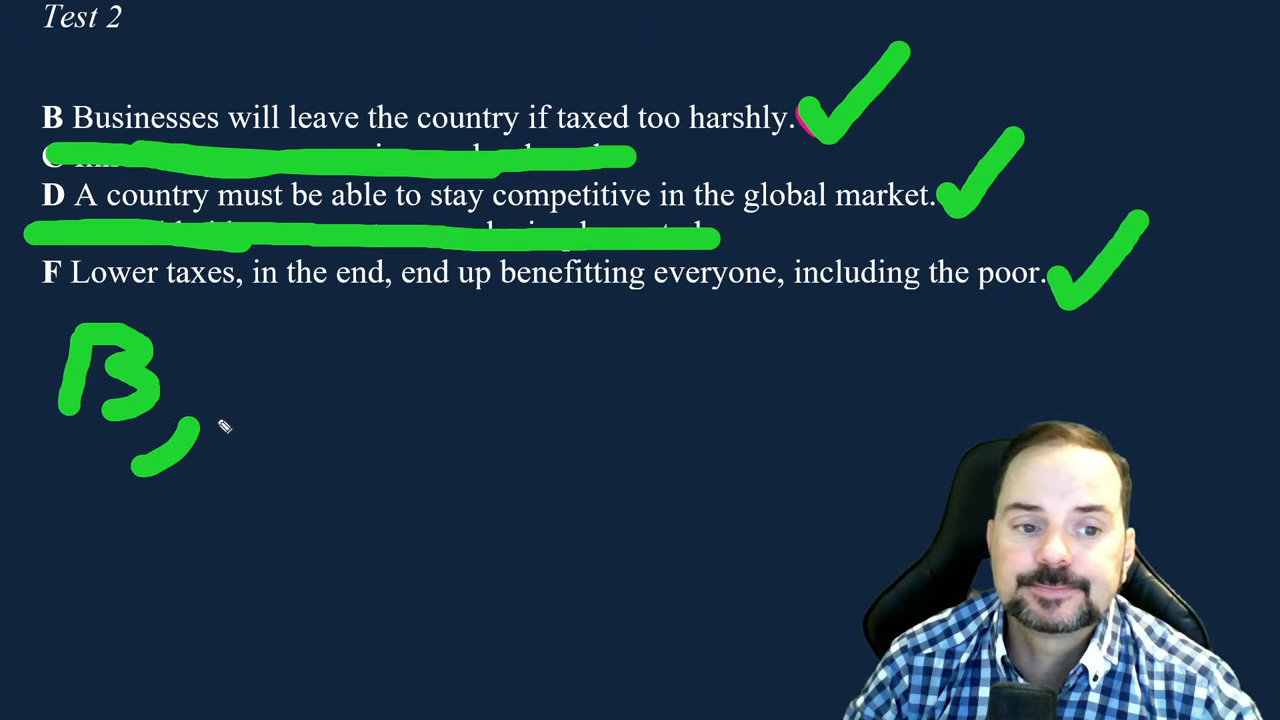 Test 2
B Businesses will leave the country if taxed too harshly.
D A country must be able to stay competitive in the global market.
F Lower taxes, in the end, end up benefitting everyone, including the poor.
B,